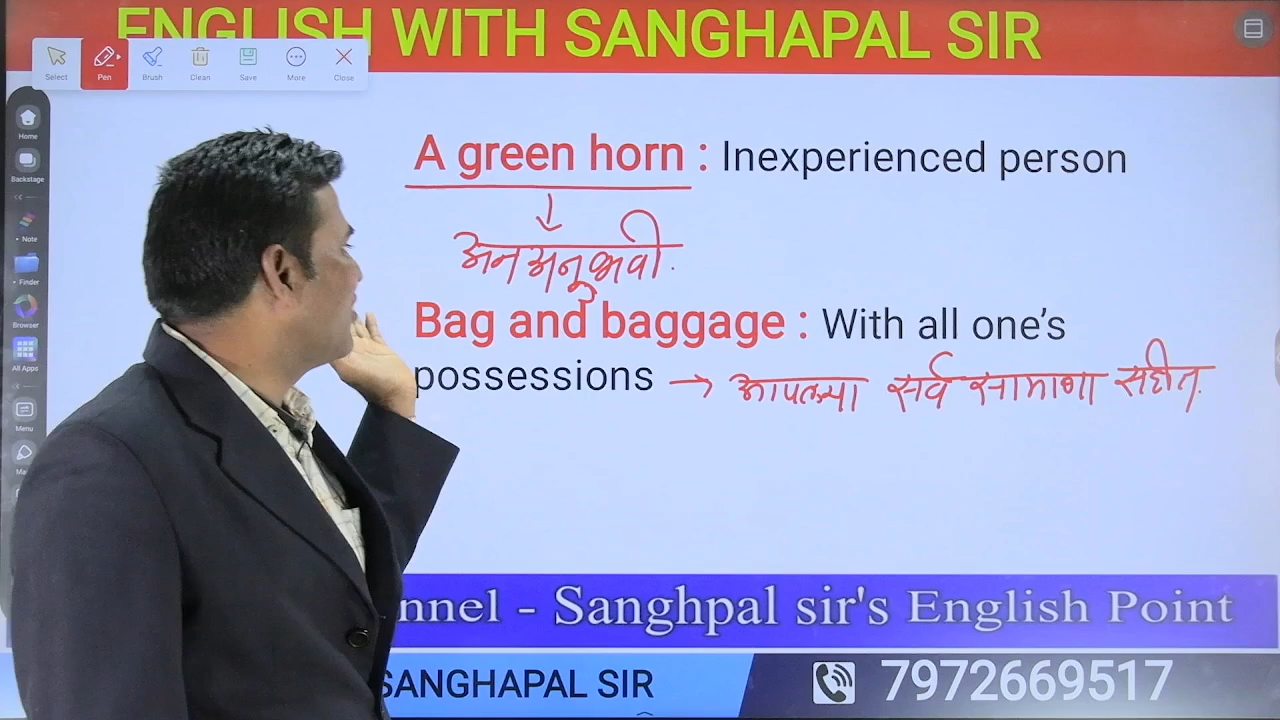 ENGLISH WITH SANGHAPAL SIR
Select Pen Brush Clean Save More Close
Home
Backstage
Note
Finder
Browser
All Apps
Menu
A green horn : Inexperienced person
अनअनुभवी.
Bag and baggage : With all one's
possessions → आपल्या सर्व सामाना सहीत.
nnel - Sanghpal sir's English Point
SANGHAPAL SIR
7972669517